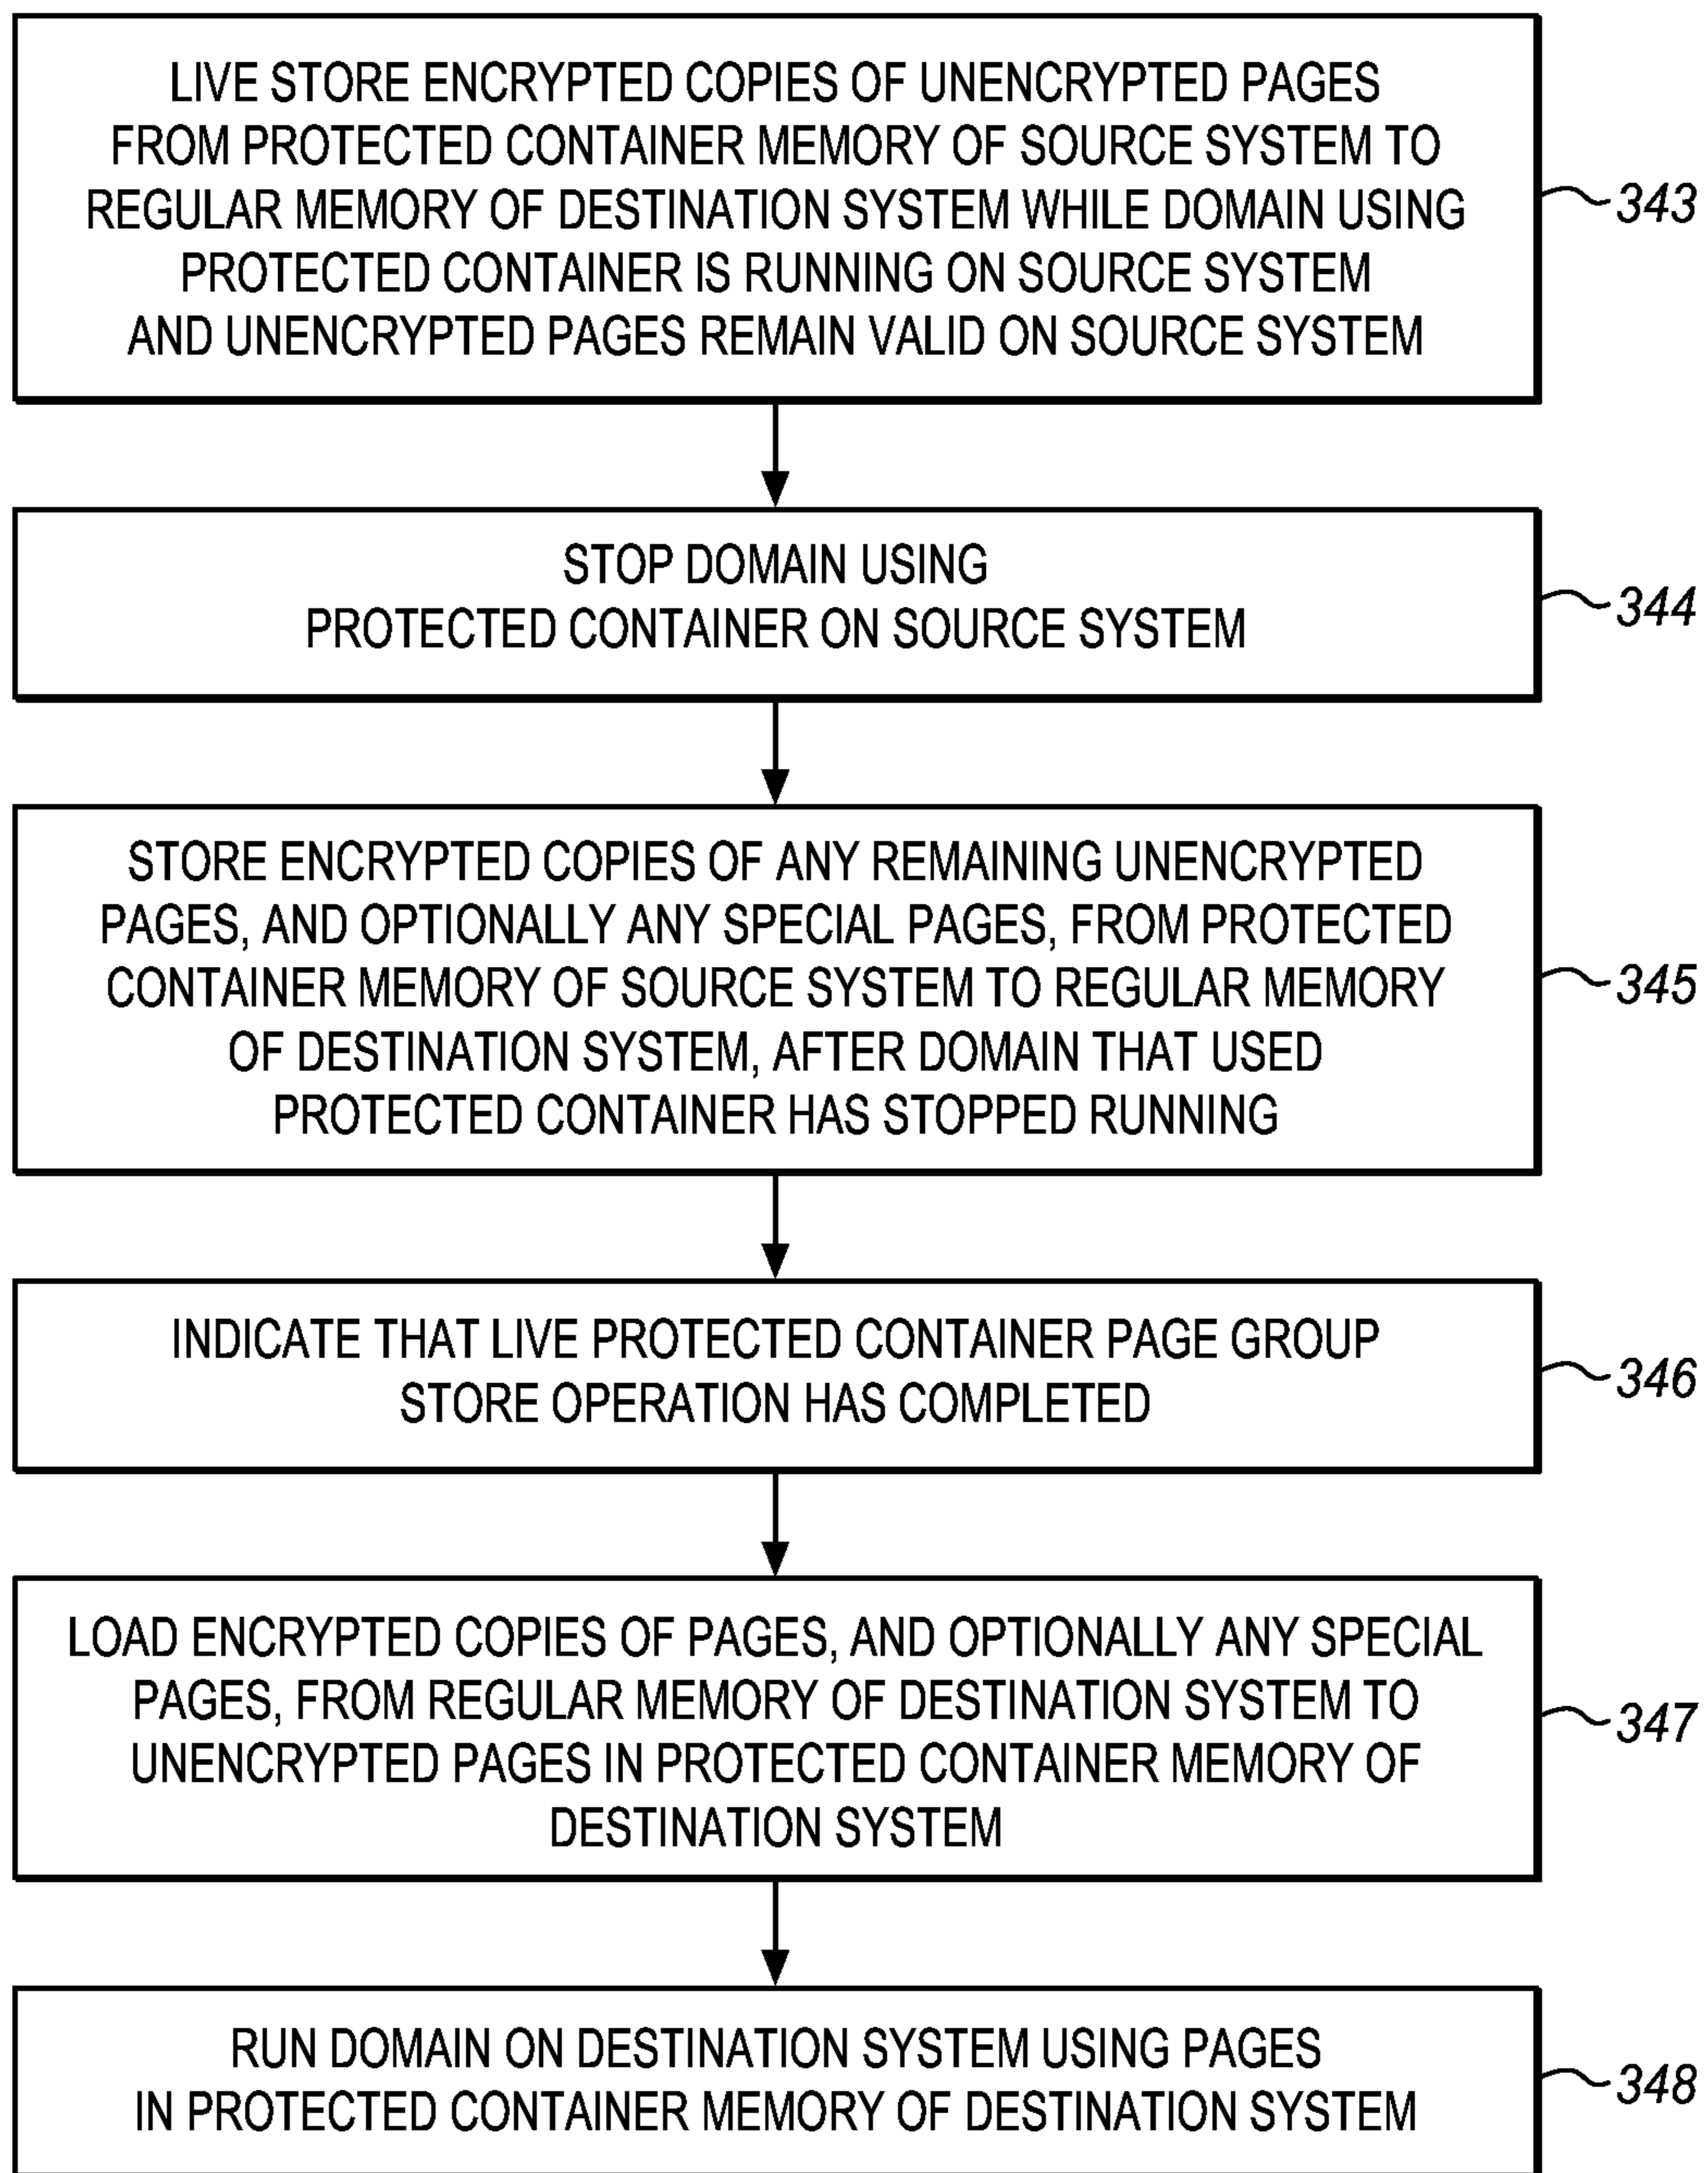 LIVE STORE ENCRYPTED COPIES OF UNENCRYPTED PAGES
FROM PROTECTED CONTAINER MEMORY OF SOURCE SYSTEM TO
REGULAR MEMORY OF DESTINATION SYSTEM WHILE DOMAIN USING
PROTECTED CONTAINER IS RUNNING ON SOURCE SYSTEM
AND UNENCRYPTED PAGES REMAIN VALID ON SOURCE SYSTEM
343
STOP DOMAIN USING
PROTECTED CONTAINER ON SOURCE SYSTEM
344
STORE ENCRYPTED COPIES OF ANY REMAINING UNENCRYPTED
PAGES, AND OPTIONALLY ANY SPECIAL PAGES, FROM PROTECTED
CONTAINER MEMORY OF SOURCE SYSTEM TO REGULAR MEMORY
OF DESTINATION SYSTEM, AFTER DOMAIN THAT USED
PROTECTED CONTAINER HAS STOPPED RUNNING
345
INDICATE THAT LIVE PROTECTED CONTAINER PAGE GROUP
STORE OPERATION HAS COMPLETED
346
LOAD ENCRYPTED COPIES OF PAGES, AND OPTIONALLY ANY SPECIAL
PAGES, FROM REGULAR MEMORY OF DESTINATION SYSTEM TO
UNENCRYPTED PAGES IN PROTECTED CONTAINER MEMORY OF
DESTINATION SYSTEM
347
RUN DOMAIN ON DESTINATION SYSTEM USING PAGES
IN PROTECTED CONTAINER MEMORY OF DESTINATION SYSTEM
348